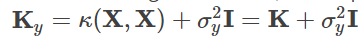 𝐊_y = κ(𝐗, 𝐗) + σ_y^2 𝐈 = 𝐊 + σ_y^2 𝐈